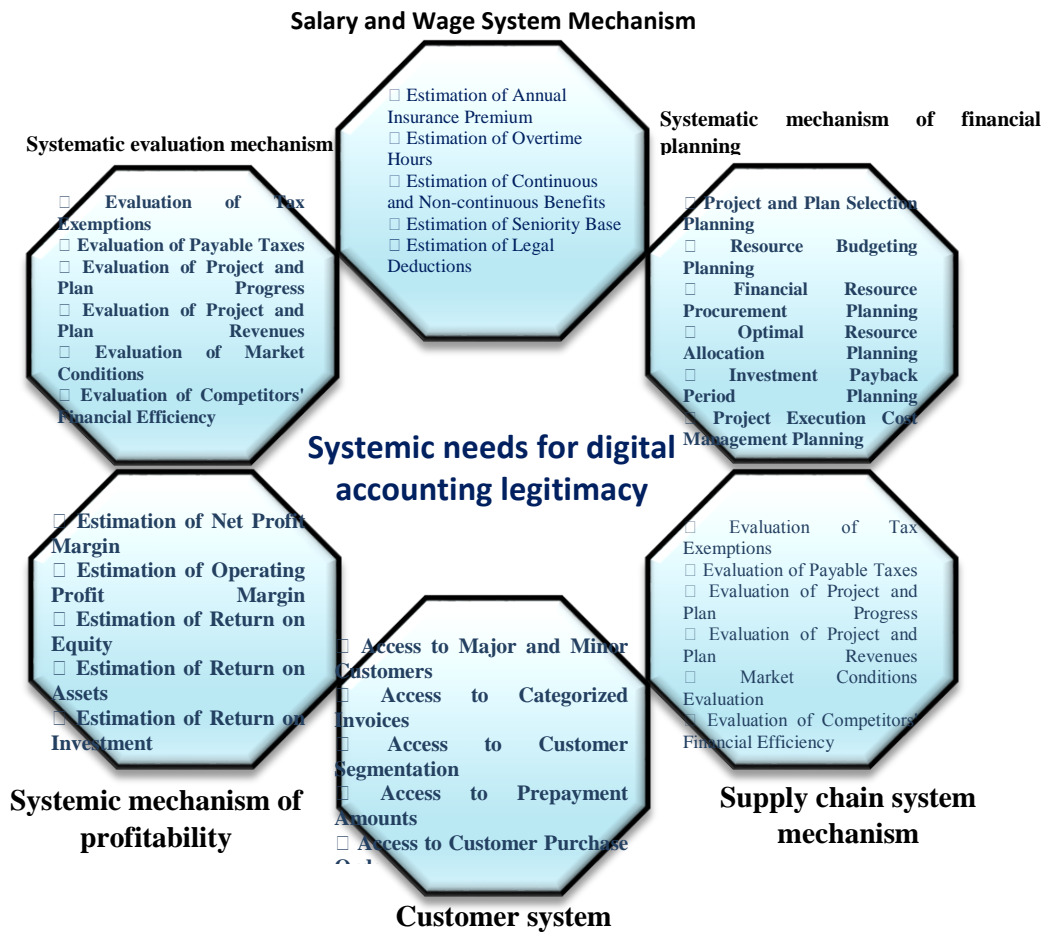 Salary and Wage System Mechanism
□ Estimation of Annual
Insurance Premium
□ Estimation of Overtime
Hours
□ Estimation of Continuous
and Non-continuous Benefits
□ Estimation of Seniority Base
□ Estimation of Legal
Deductions
Systematic mechanism of financial
planning
□ Project and Plan Selection
Planning
□ Resource Budgeting
Planning
□ Financial Resource
Procurement Planning
□ Optimal Resource
Allocation Planning
□ Investment Payback
Period Planning
□ Project Execution Cost
Management Planning
Systematic evaluation mechanism
□ Evaluation of Tax
Exemptions
□ Evaluation of Payable Taxes
□ Evaluation of Project and
Plan Progress
□ Evaluation of Project and
Plan Revenues
□ Evaluation of Market
Conditions
□ Evaluation of Competitors'
Financial Efficiency
Systemic needs for digital
accounting legitimacy
□ Estimation of Net Profit
Margin
□ Estimation of Operating
Profit Margin
□ Estimation of Return on
Equity
□ Estimation of Return on
Assets
□ Estimation of Return on
Investment
Systemic mechanism of
profitability
□ Access to Major and Minor
Customers
□ Access to Categorized
Invoices
□ Access to Customer
Segmentation
□ Access to Prepayment
Amounts
□ Access to Customer Purchase
Customer system
□ Evaluation of Tax
Exemptions
□ Evaluation of Payable Taxes
□ Evaluation of Project and
Plan Progress
□ Evaluation of Project and
Plan Revenues
□ Market Conditions
Evaluation
□ Evaluation of Competitors'
Financial Efficiency
Supply chain system
mechanism